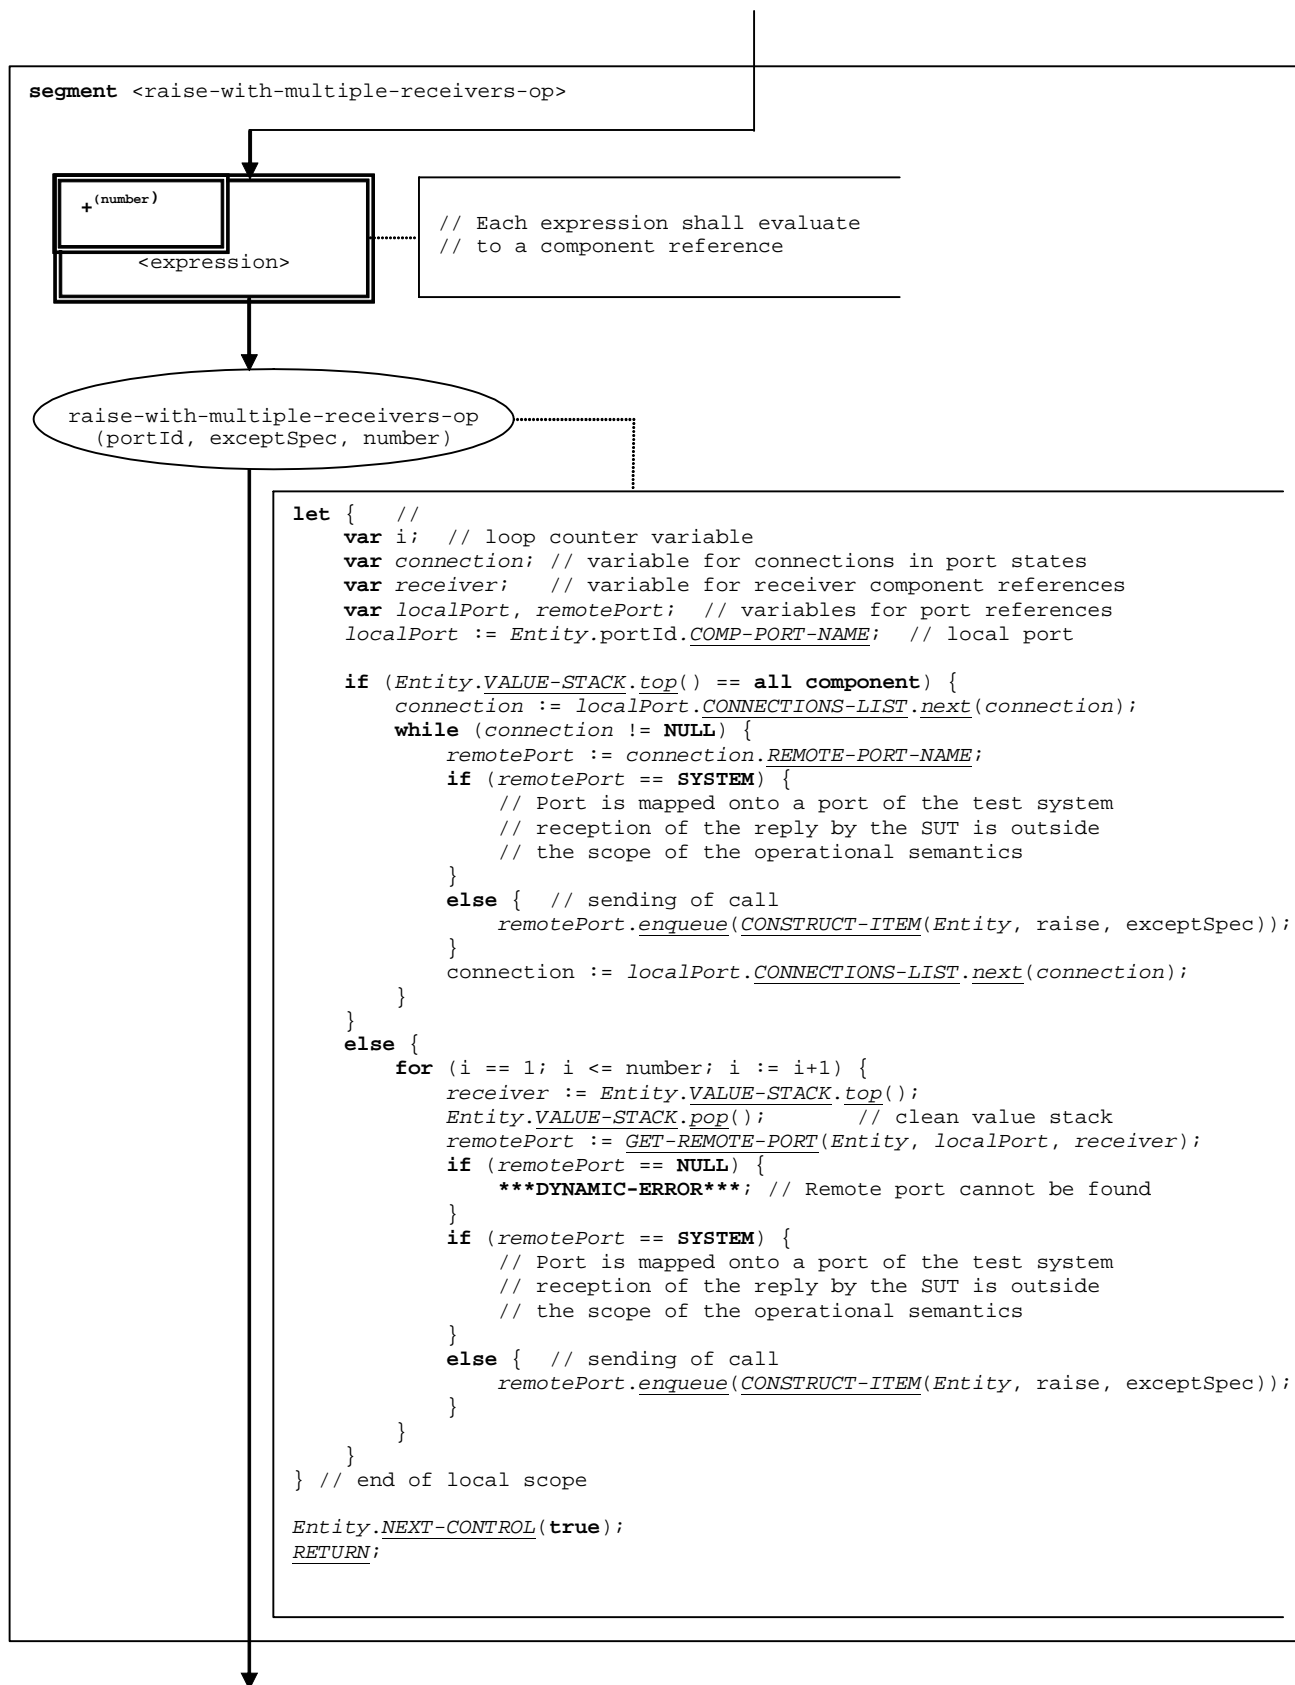 segment <raise-with-multiple-receivers-op>
+(number)
<expression>
// Each expression shall evaluate
// to a component reference
raise-with-multiple-receivers-op
(portId, exceptSpec, number)
let {   //
    var i;  // loop counter variable
    var connection; // variable for connections in port states
    var receiver;   // variable for receiver component references
    var localPort, remotePort;  // variables for port references
    localPort := Entity.portId.COMP-PORT-NAME;  // local port
    if (Entity.VALUE-STACK.top() == all component) {
        connection := localPort.CONNECTIONS-LIST.next(connection);
        while (connection != NULL) {
            remotePort := connection.REMOTE-PORT-NAME;
            if (remotePort == SYSTEM) {
                // Port is mapped onto a port of the test system
                // reception of the reply by the SUT is outside
                // the scope of the operational semantics
            }
            else {  // sending of call
                remotePort.enqueue(CONSTRUCT-ITEM(Entity, raise, exceptSpec));
            }
            connection := localPort.CONNECTIONS-LIST.next(connection);
        }
    }
    else {
        for (i == 1; i <= number; i := i+1) {
            receiver := Entity.VALUE-STACK.top();
            Entity.VALUE-STACK.pop();       // clean value stack
            remotePort := GET-REMOTE-PORT(Entity, localPort, receiver);
            if (remotePort == NULL) {
                ***DYNAMIC-ERROR***; // Remote port cannot be found
            }
            if (remotePort == SYSTEM) {
                // Port is mapped onto a port of the test system
                // reception of the reply by the SUT is outside
                // the scope of the operational semantics
            }
            else {  // sending of call
                remotePort.enqueue(CONSTRUCT-ITEM(Entity, raise, exceptSpec));
            }
        }
    }
} // end of local scope
Entity.NEXT-CONTROL(true);
RETURN;